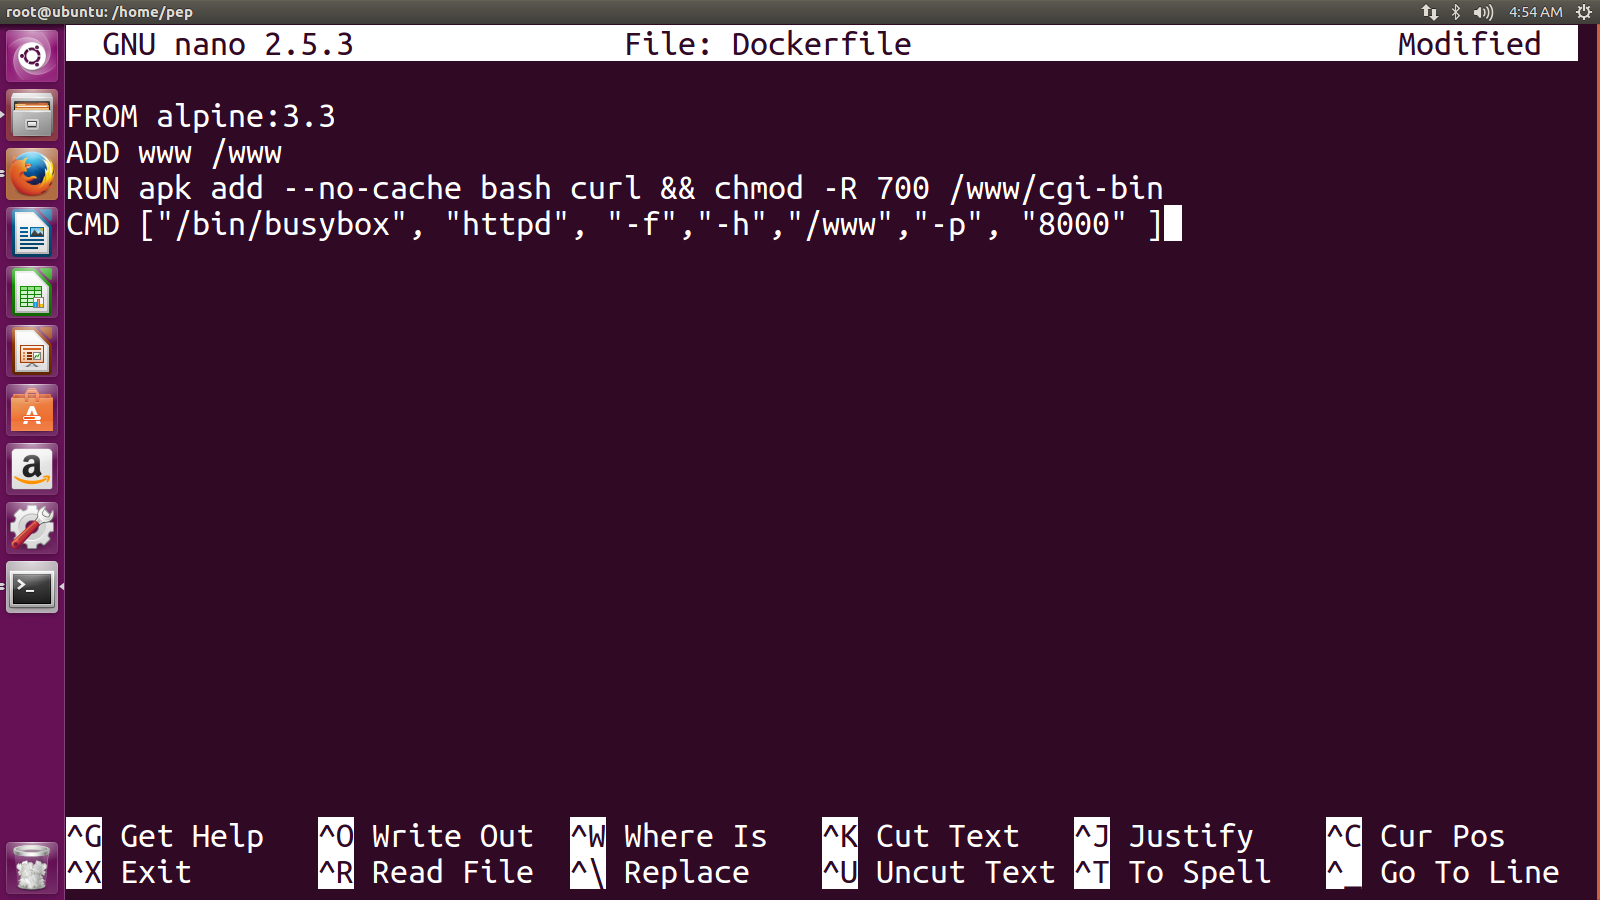 root@ubuntu: /home/pep
4:54 AM
GNU nano 2.5.3 File: Dockerfile Modified
FROM alpine:3.3
ADD www /www
RUN apk add --no-cache bash curl && chmod -R 700 /www/cgi-bin
CMD ["/bin/busybox", "httpd", "-f","-h","/www","-p", "8000" ]
^G Get Help ^O Write Out ^W Where Is ^K Cut Text ^J Justify ^C Cur Pos
^X Exit ^R Read File ^\ Replace ^U Uncut Text ^T To Spell ^_ Go To Line